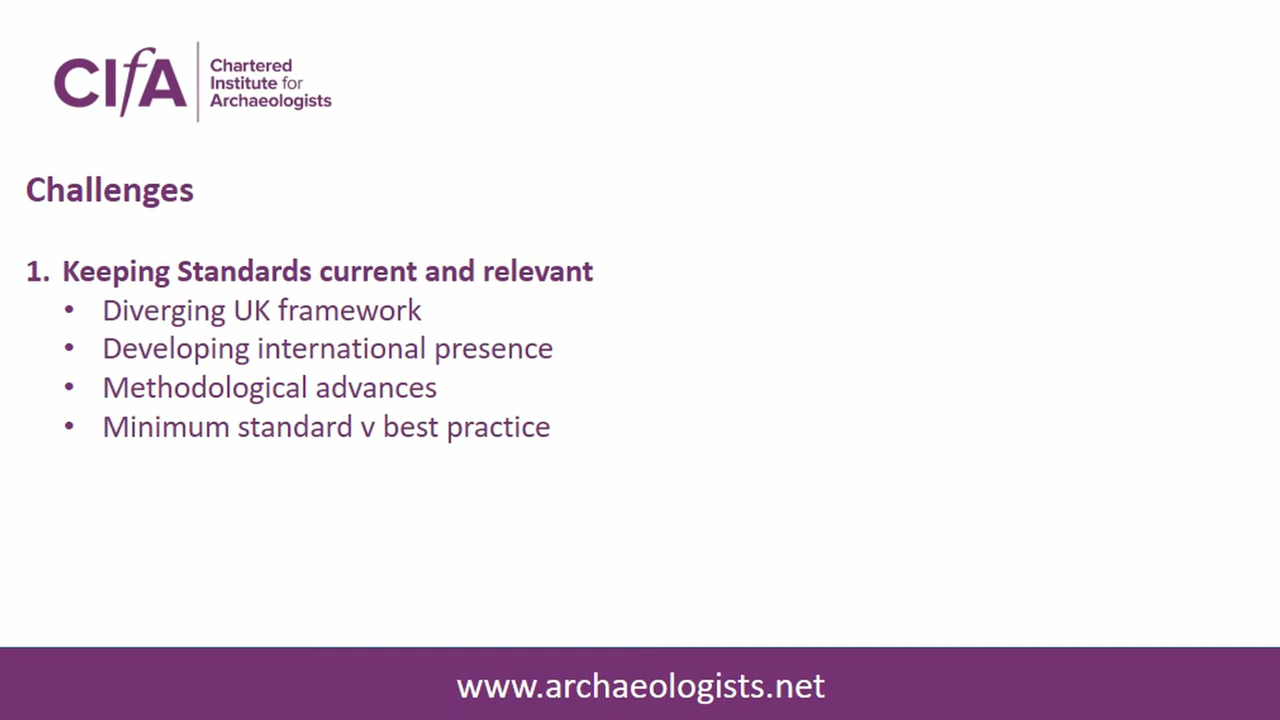 CIfA
Chartered
Institute for
Archaeologists
Challenges
1. Keeping Standards current and relevant
• Diverging UK framework
• Developing international presence
• Methodological advances
• Minimum standard v best practice
www.archaeologists.net